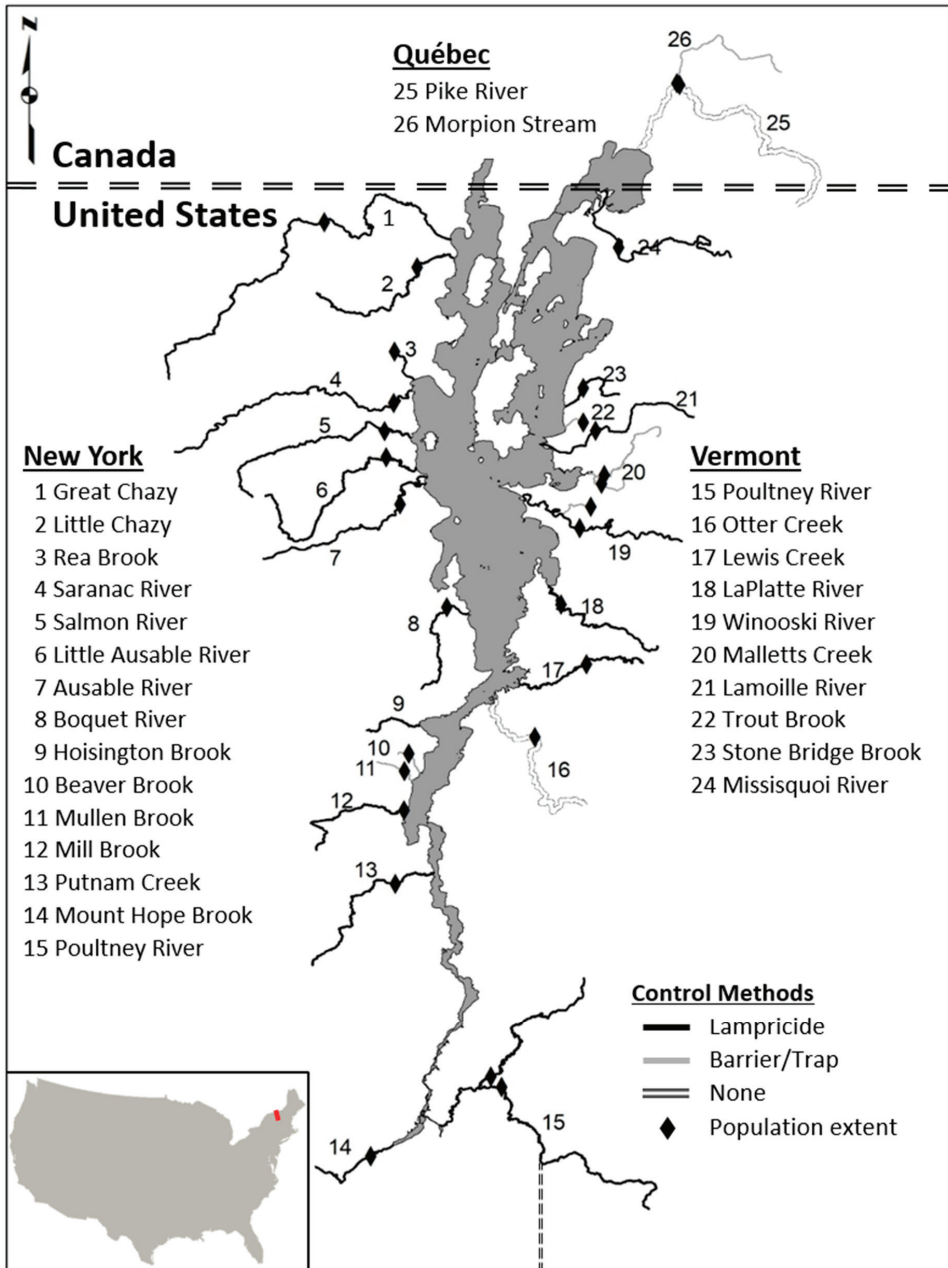 N
Québec
25 Pike River
26 Morpion Stream
26
25
Canada
United States
1
24
2
3
23
4
21
22
5
20
6
19
7
New York
1 Great Chazy
2 Little Chazy
3 Rea Brook
4 Saranac River
5 Salmon River
6 Little Ausable River
7 Ausable River
8 Boquet River
9 Hoisington Brook
10 Beaver Brook
11 Mullen Brook
12 Mill Brook
13 Putnam Creek
14 Mount Hope Brook
15 Poultney River
Vermont
15 Poultney River
16 Otter Creek
17 Lewis Creek
18 LaPlatte River
19 Winooski River
20 Malletts Creek
21 Lamoille River
22 Trout Brook
23 Stone Bridge Brook
24 Missisquoi River
18
8
17
9
10
16
11
12
13
Control Methods
Lampricide
Barrier/Trap
None
Population extent
15
14